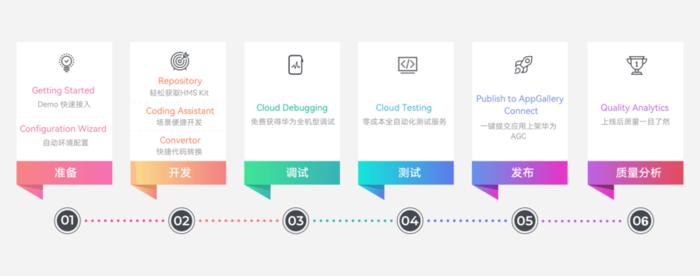 Getting Started
Demo 快速接入
Configuration Wizard
自动环境配置
准备
01
Repository
轻松获取HMS Kit
Coding Assistant
场景便捷开发
Convertor
快捷代码转换
开发
02
Cloud Debugging
免费获得华为全机型调试
调试
03
Cloud Testing
零成本全自动化测试服务
测试
04
Publish to AppGallery
Connect
一键提交应用上架华为
AGC
发布
05
1
Quality Analytics
上线后质量一目了然
质量分析
06